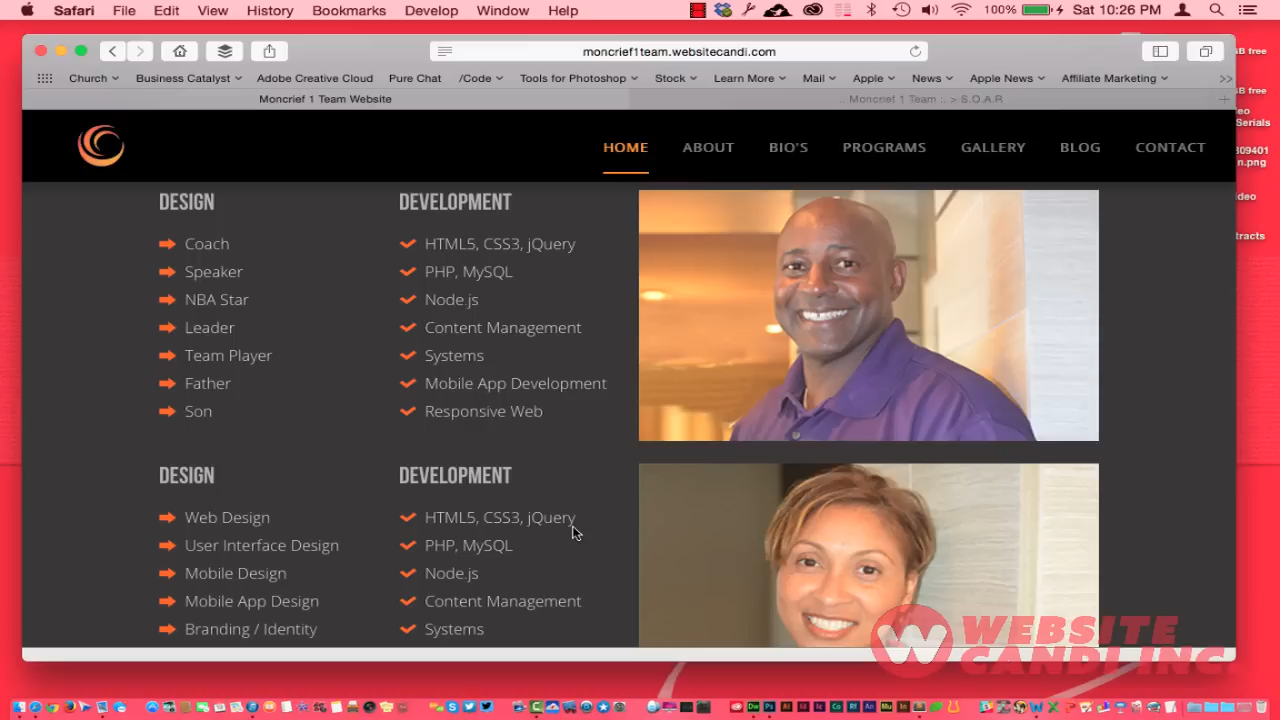 Safari File Edit View History Bookmarks Develop Window Help 100% Sat 10:26 PM
moncrief1team.websitecandi.com
Church Business Catalyst Adobe Creative Cloud Pure Chat /Code Tools for Photoshop Stock Learn More Mail Apple News Apple News Affiliate Marketing >>
Moncrief 1 Team Website .. Moncrief 1 Team :. > S.O.A.R
HOME ABOUT BIO'S PROGRAMS GALLERY BLOG CONTACT
DESIGN DEVELOPMENT
Coach HTML5, CSS3, jQuery
Speaker PHP, MySQL
NBA Star Node.js
Leader Content Management
Team Player Systems
Father Mobile App Development
Son Responsive Web
DESIGN DEVELOPMENT
Web Design HTML5, CSS3, jQuery
User Interface Design PHP, MySQL
Mobile Design Node.js
Mobile App Design Content Management
Branding / Identity Systems
WEBSITE
CANDI INC